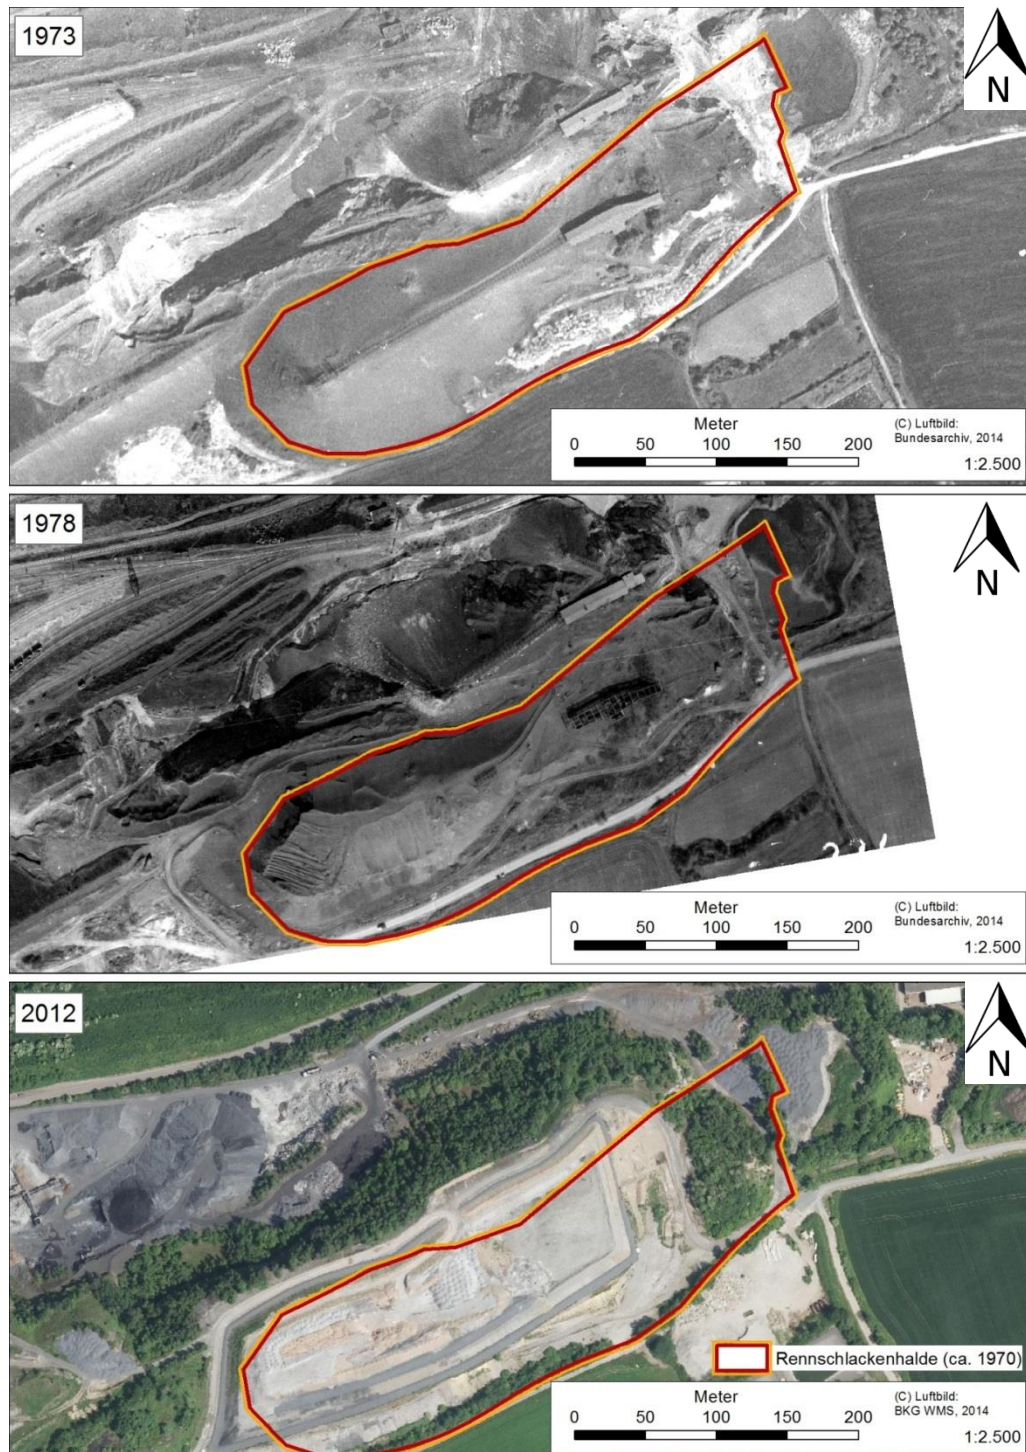 1973
N
Meter
0 50 100 150 200
(C) Luftbild:
Bundesarchiv, 2014
1:2.500
1978
N
Meter
0 50 100 150 200
(C) Luftbild:
Bundesarchiv, 2014
1:2.500
2012
N
Rennschlackenhalde (ca. 1970)
Meter
0 50 100 150 200
(C) Luftbild:
BKG WMS, 2014
1:2.500